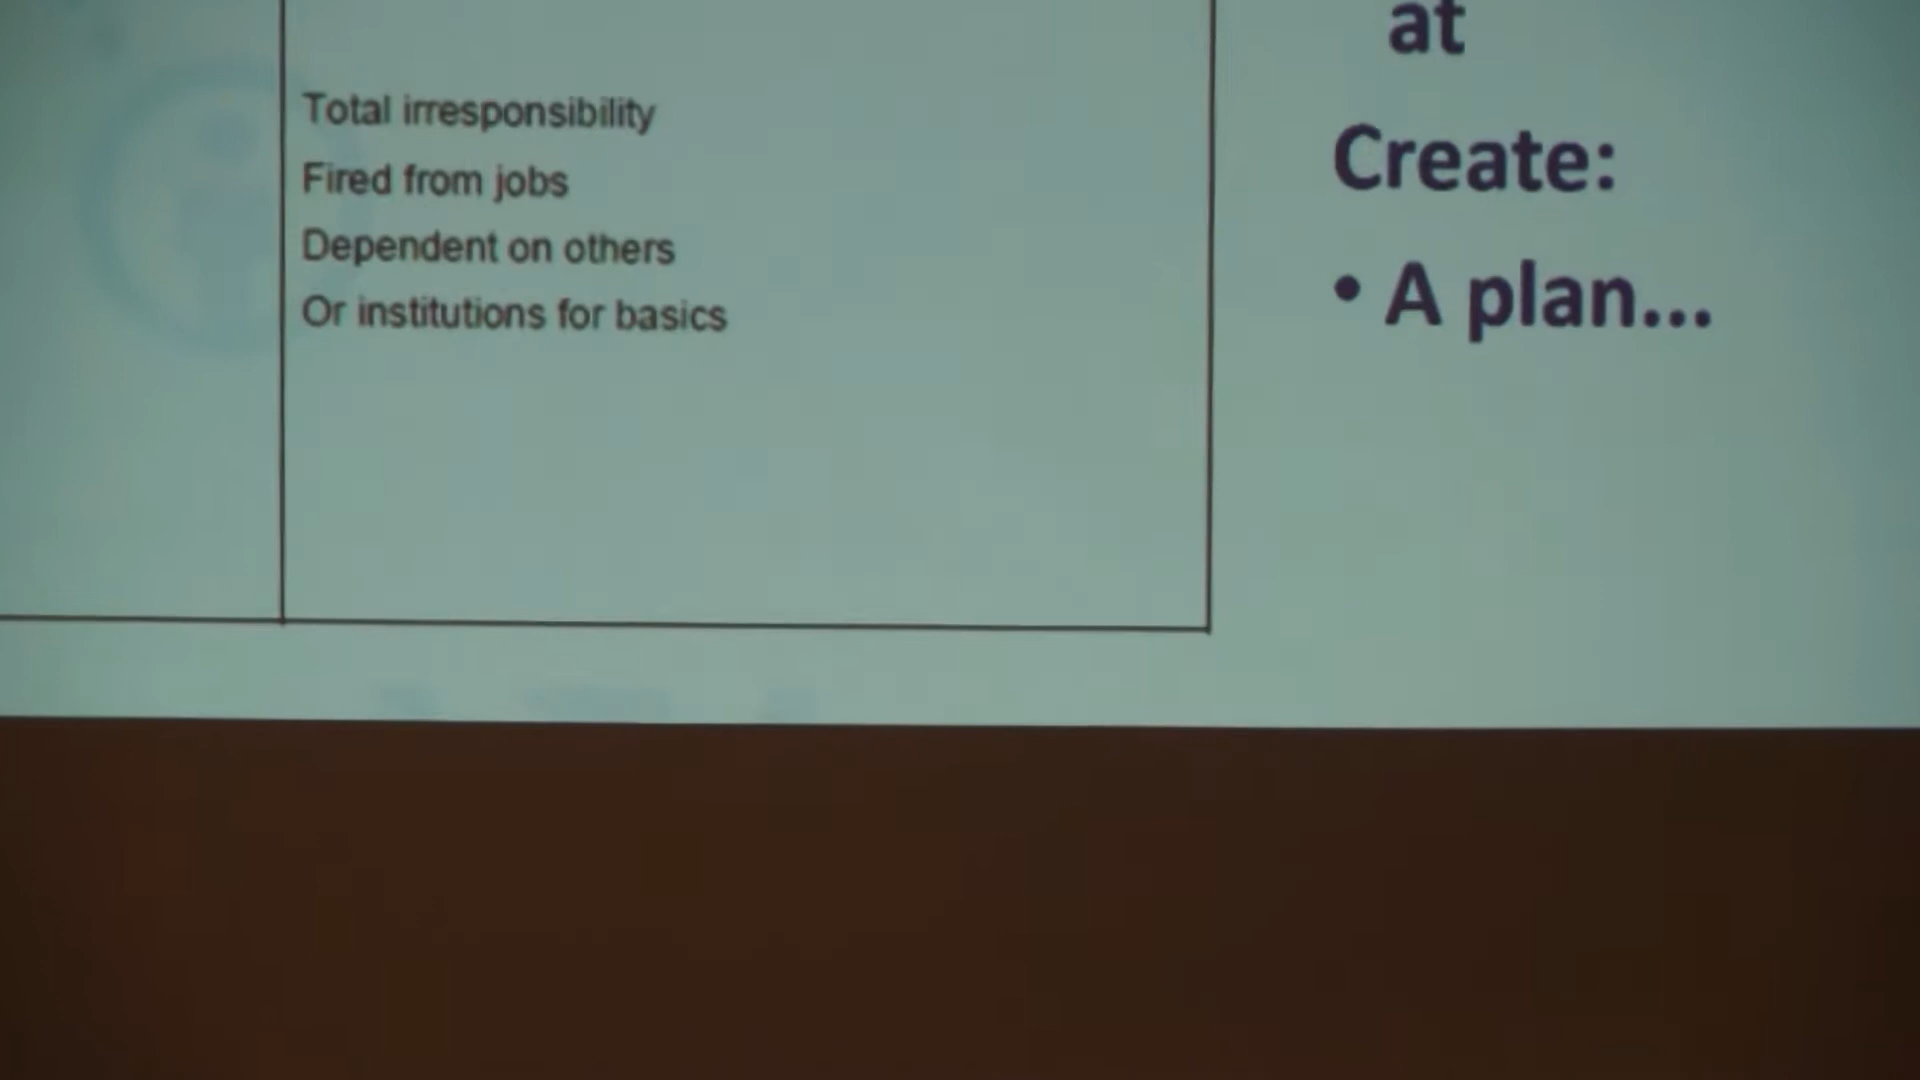 Total irresponsibility
Fired from jobs
Dependent on others
Or institutions for basics
at
Create:
• A plan...